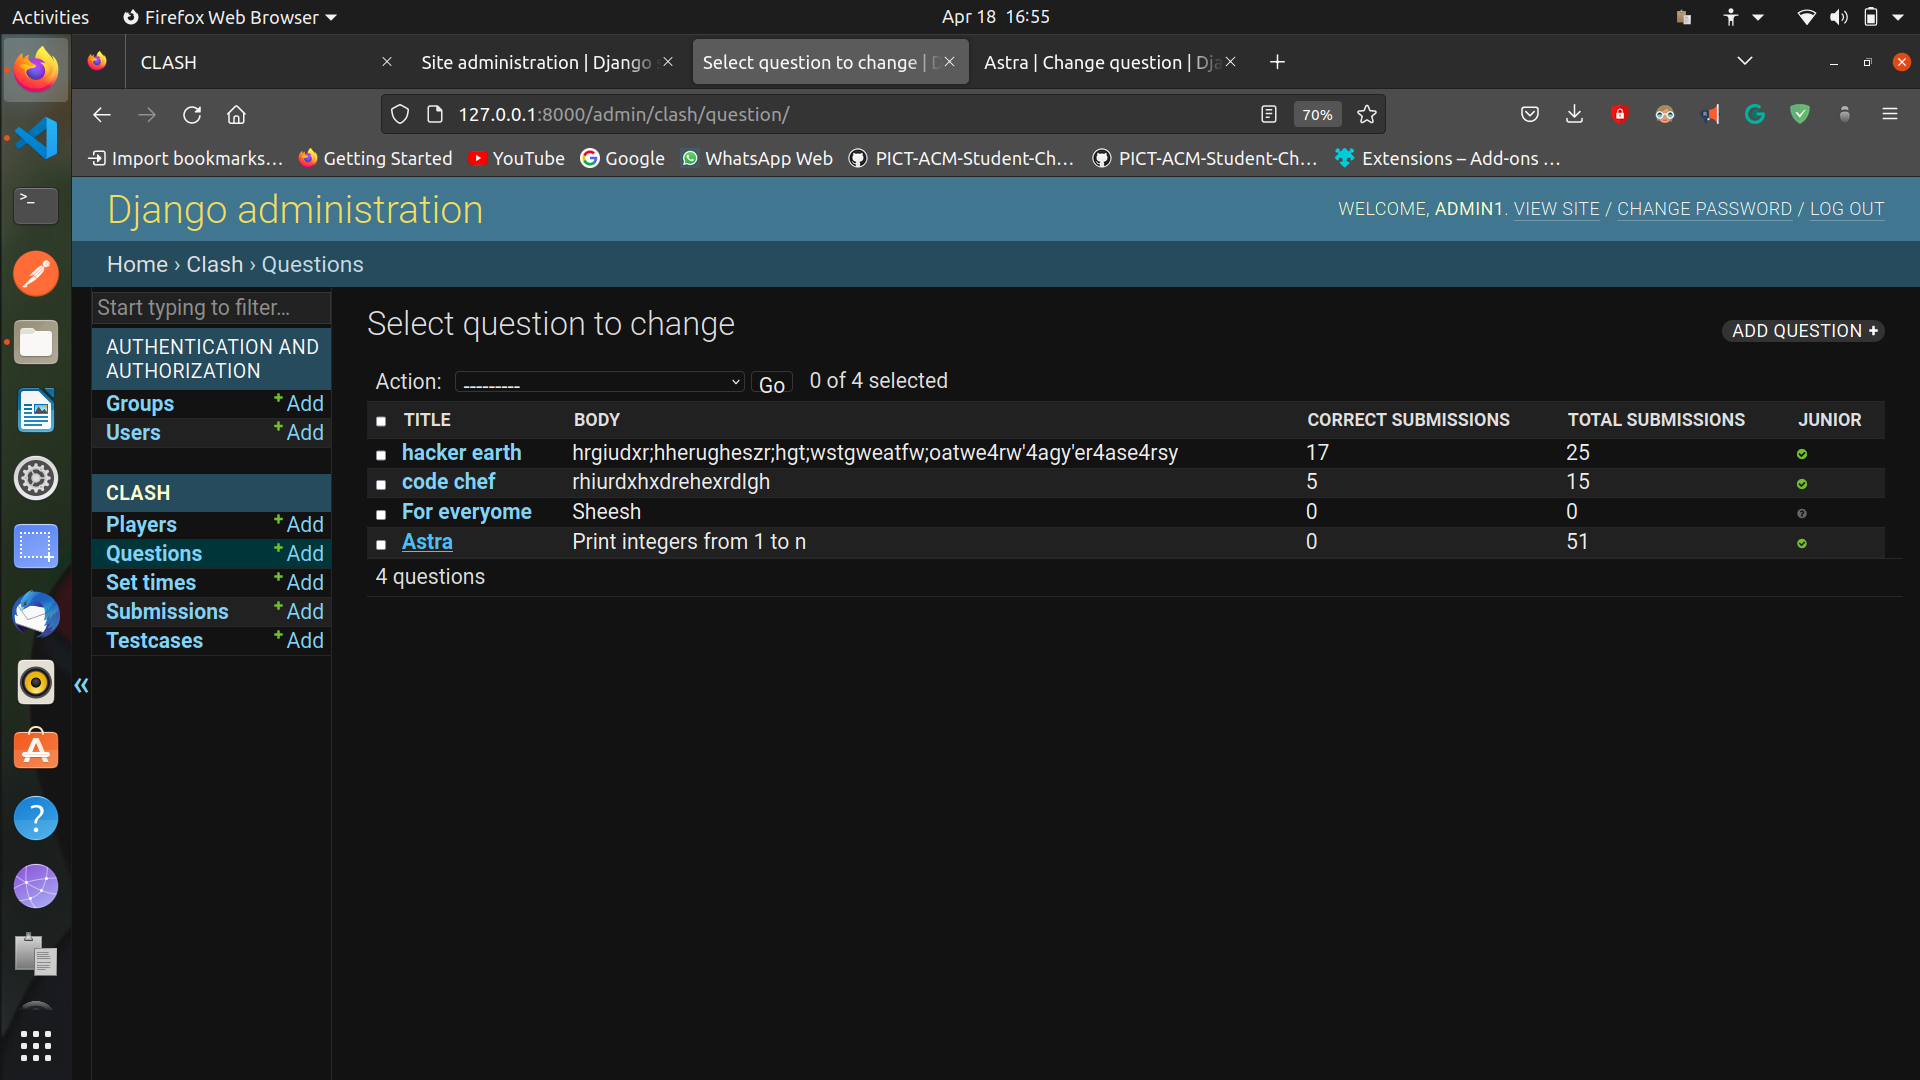 Activities Firefox Web Browser Apr 18 16:55
CLASH Site administration | Django Select question to change | Astra | Change question | Dja
127.0.0.1:8000/admin/clash/question/ 70%
Import bookmarks... Getting Started YouTube Google WhatsApp Web PICT-ACM-Student-Ch... PICT-ACM-Student-Ch... Extensions – Add-ons ...
Django administration WELCOME, ADMIN1. VIEW SITE / CHANGE PASSWORD / LOG OUT
Home › Clash › Questions
Start typing to filter...
Select question to change
ADD QUESTION +
AUTHENTICATION AND
AUTHORIZATION
Groups + Add
Users + Add
CLASH
Players + Add
Questions + Add
Set times + Add
Submissions + Add
Testcases + Add
«
Action: --------- Go 0 of 4 selected
TITLE BODY CORRECT SUBMISSIONS TOTAL SUBMISSIONS JUNIOR
hacker earth hrgiudxr;hherugheszr;hgt;wstgweatfw;oatwe4rw'4agy'er4ase4rsy 17 25
code chef rhiurdxhxdrehexrdlgh 5 15
For everyome Sheesh 0 0
Astra Print integers from 1 to n 0 51
4 questions